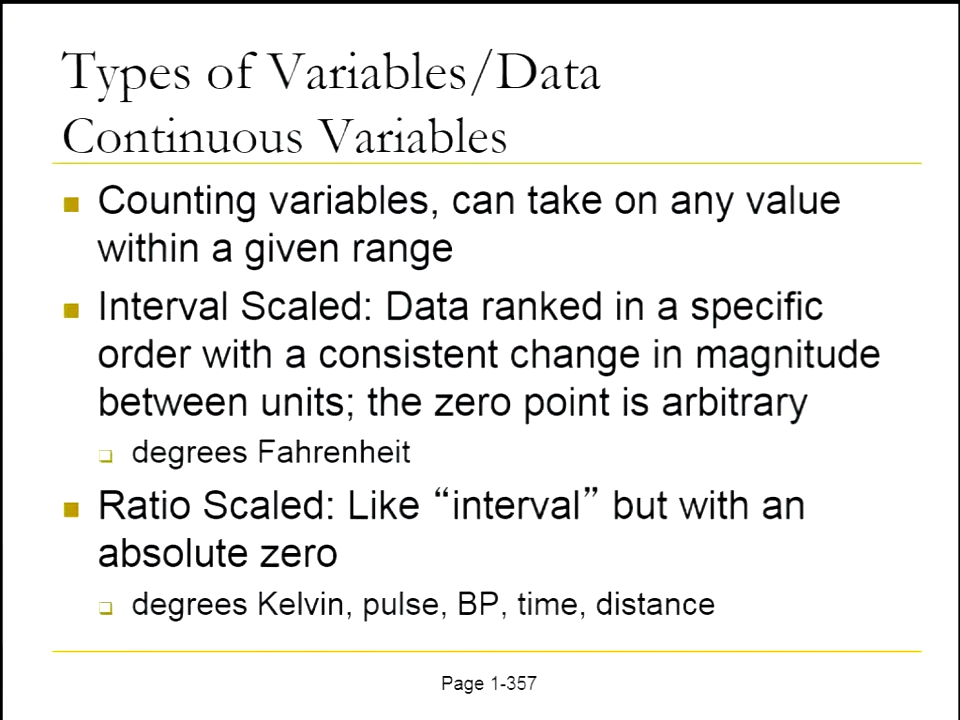 Types of Variables/Data
Continuous Variables
Counting variables, can take on any value
within a given range
Interval Scaled: Data ranked in a specific
order with a consistent change in magnitude
between units; the zero point is arbitrary
degrees Fahrenheit
Ratio Scaled: Like “interval” but with an
absolute zero
degrees Kelvin, pulse, BP, time, distance
Page 1-357